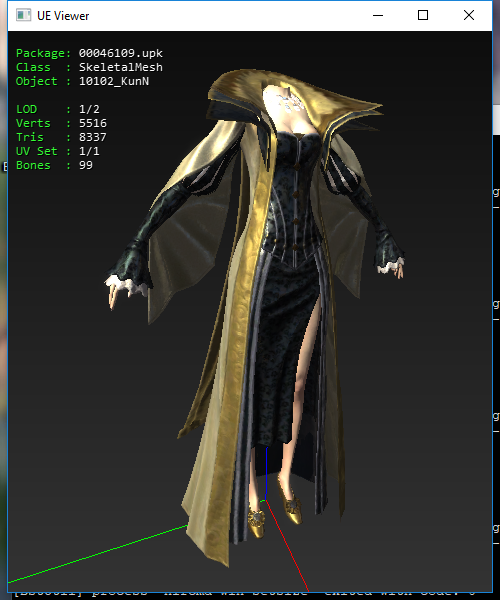 UE Viewer
Package: 00046109.upk
Class : SkeletalMesh
Object : 10102_KunN
LOD : 1/2
Verts : 5516
Tris : 8337
UV Set : 1/1
Bones : 99